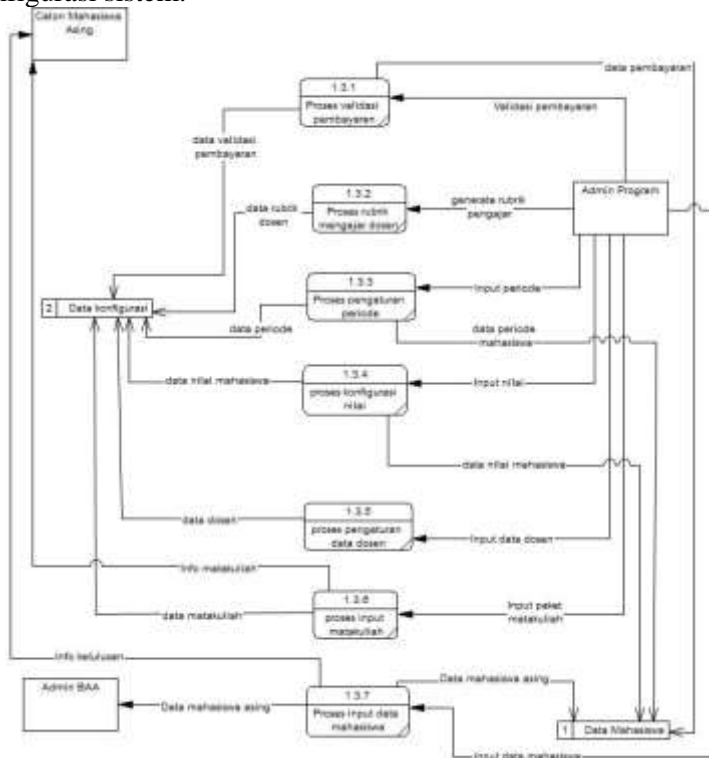 figurasi sistem.
Calon Mahasiswa
Asing
data pembayaran
1.3.1
Proses validasi
pembayaran
Validasi pembayaran
data validasi
pembayaran
1.3.2
Proses rubrik
mengajar dosen
generate rubrik
pengajar
Admin Program
data rubrik
dosen
1.3.3
Proses pengaturan
periode
Input periode
2 Data konfigurasi
data periode
data periode
mahasiswa
1.3.4
proses konfigurasi
nilai
data nilai mahasiswa
Input nilai
data nilai mahasiswa
1.3.5
proses pengaturan
data dosen
data dosen
Input data dosen
Info matakuliah
1.3.6
proses input
matakuliah
data matakuliah
Input paket
matakuliah
Info kelulusan
Admin BAA
Data mahasiswa asing
1.3.7
Proses input data
mahasiswa
Data mahasiswa asing
1 Data Mahasiswa
Input data mahasiswa